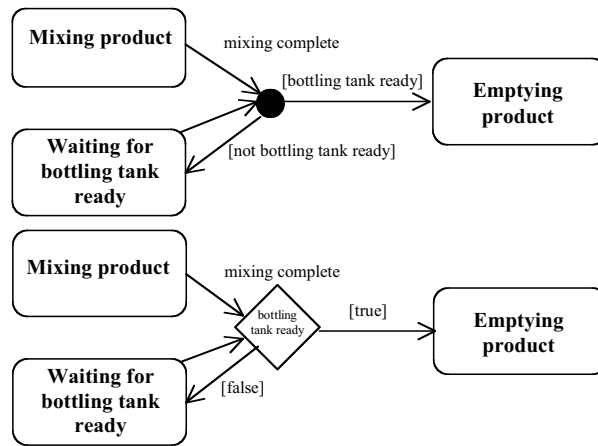 Mixing product
mixing complete
[bottling tank ready]
Emptying
product
Waiting for
bottling tank
ready
[not bottling tank ready]
Mixing product
mixing complete
bottling
tank ready
[true]
Emptying
product
Waiting for
bottling tank
ready
[false]